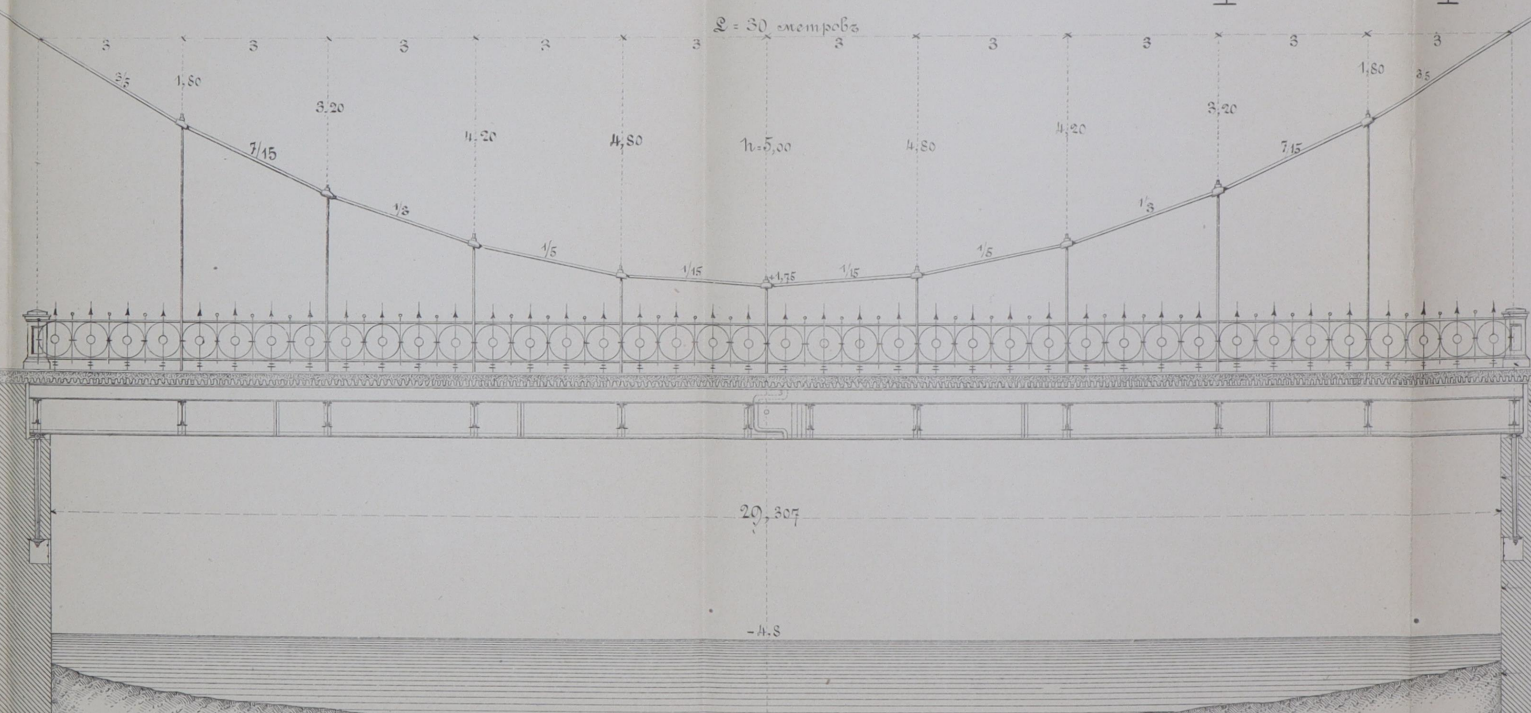 L = 30 метровъ
3 3 3 3 3 3 3 3 3 3
3/5 1,80 1,80 3/5
3,20 3,20
4,20 4,20
7/15 4,80 h=5,00 4,80 7/15
1/3 1/3
1/5 1/5
1/15 +1,75 1/15
29,307
-4.8